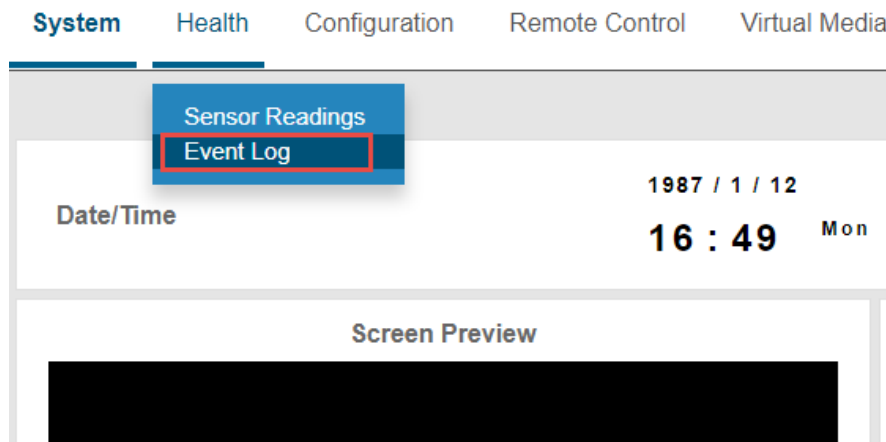 System Health Configuration Remote Control Virtual Media
Sensor Readings
Event Log
1987 / 1 / 12
Date/Time
16 : 49 Mon
Screen Preview